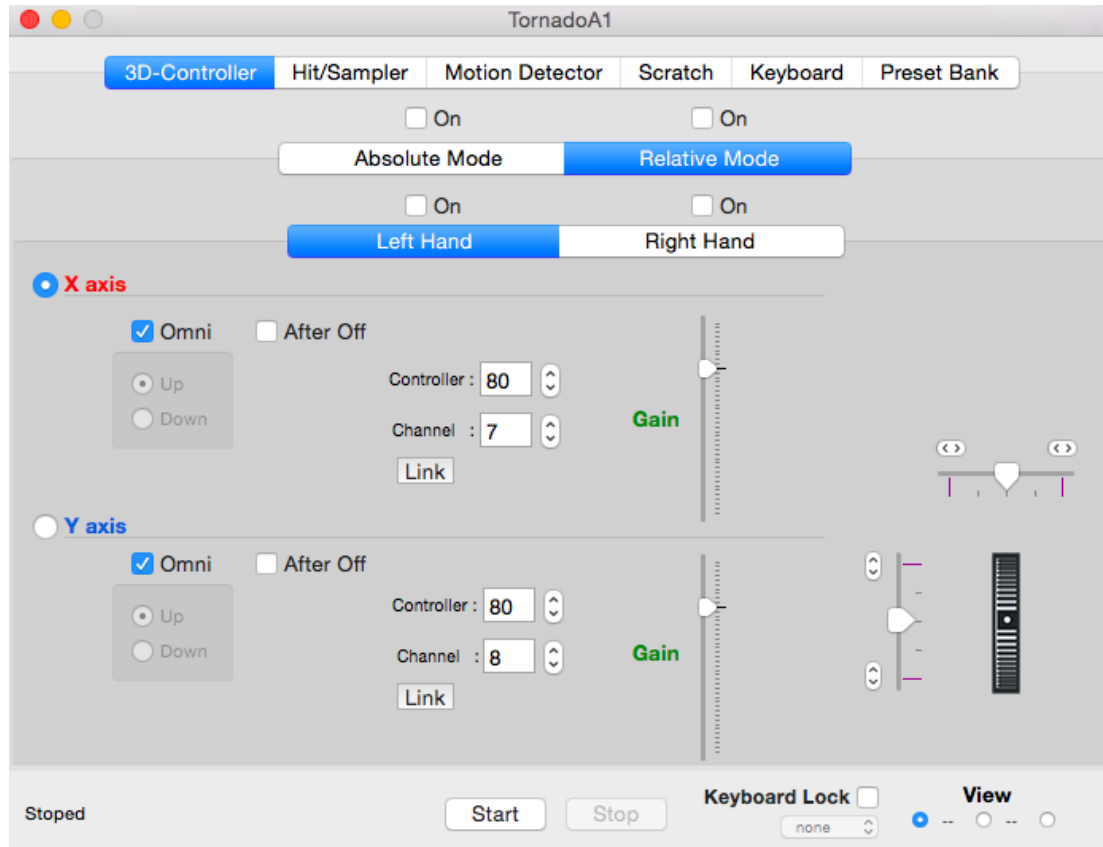 TornadoA1
3D-Controller Hit/Sampler Motion Detector Scratch Keyboard Preset Bank
On On
Absolute Mode Relative Mode
On On
Left Hand Right Hand
X axis
Omni After Off
Up
Down
Controller : 80
Channel : 7
Link
Gain
Y axis
Omni After Off
Up
Down
Controller : 80
Channel : 8
Link
Gain
Stoped
Start Stop
Keyboard Lock
none
View
-- --